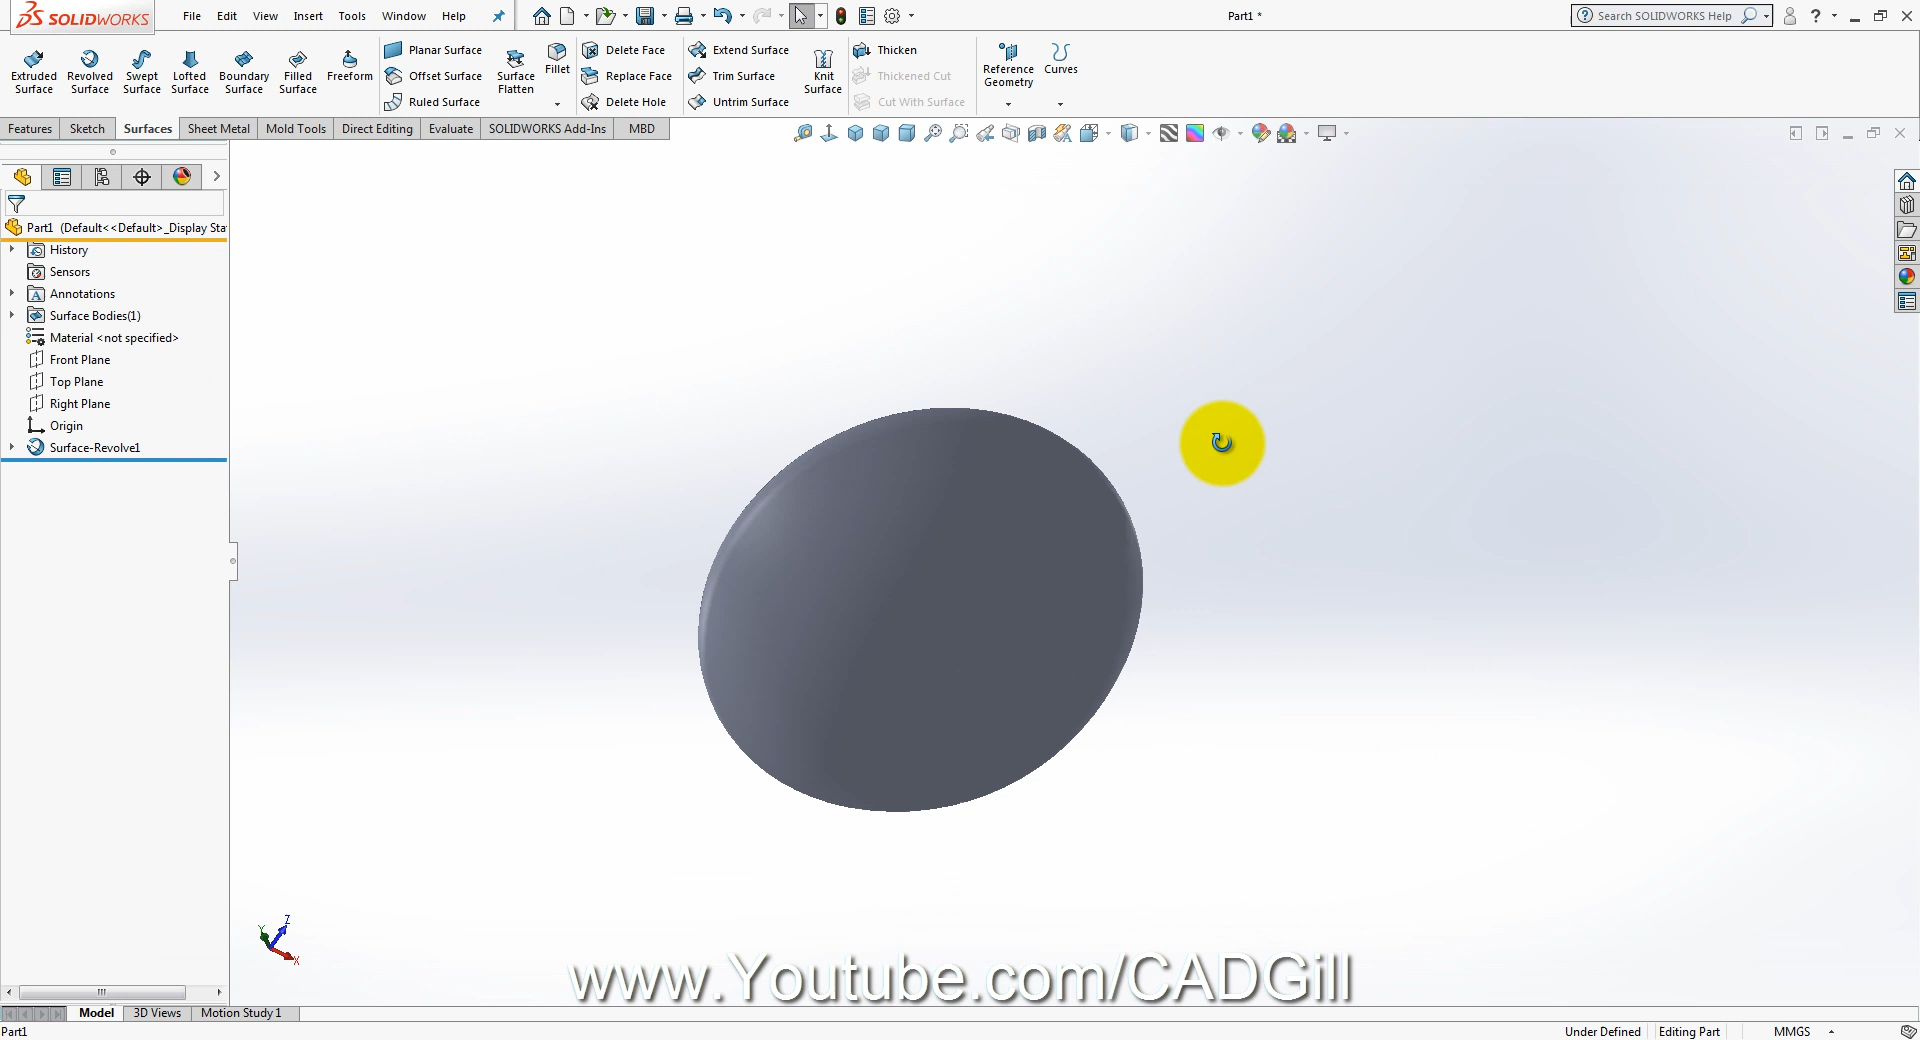 SOLIDWORKS File Edit View Insert Tools Window Help Part1 * Search SOLIDWORKS Help ?
Extruded Surface
Revolved Surface
Swept Surface
Lofted Surface
Boundary Surface
Filled Surface
Freeform
Planar Surface
Offset Surface
Ruled Surface
Surface Flatten
Fillet
Delete Face
Replace Face
Delete Hole
Extend Surface
Trim Surface
Untrim Surface
Knit Surface
Thicken
Thickened Cut
Cut With Surface
Reference Geometry
Curves
Features Sketch Surfaces Sheet Metal Mold Tools Direct Editing Evaluate SOLIDWORKS Add-Ins MBD
Part1 (Default<<Default>_Display Sta
History
Sensors
A Annotations
Surface Bodies(1)
Material <not specified>
Front Plane
Top Plane
Right Plane
Origin
Surface-Revolve1
Z
Y
X
www.Youtube.com/CADGill
Model 3D Views Motion Study 1
Part1 Under Defined Editing Part MMGS